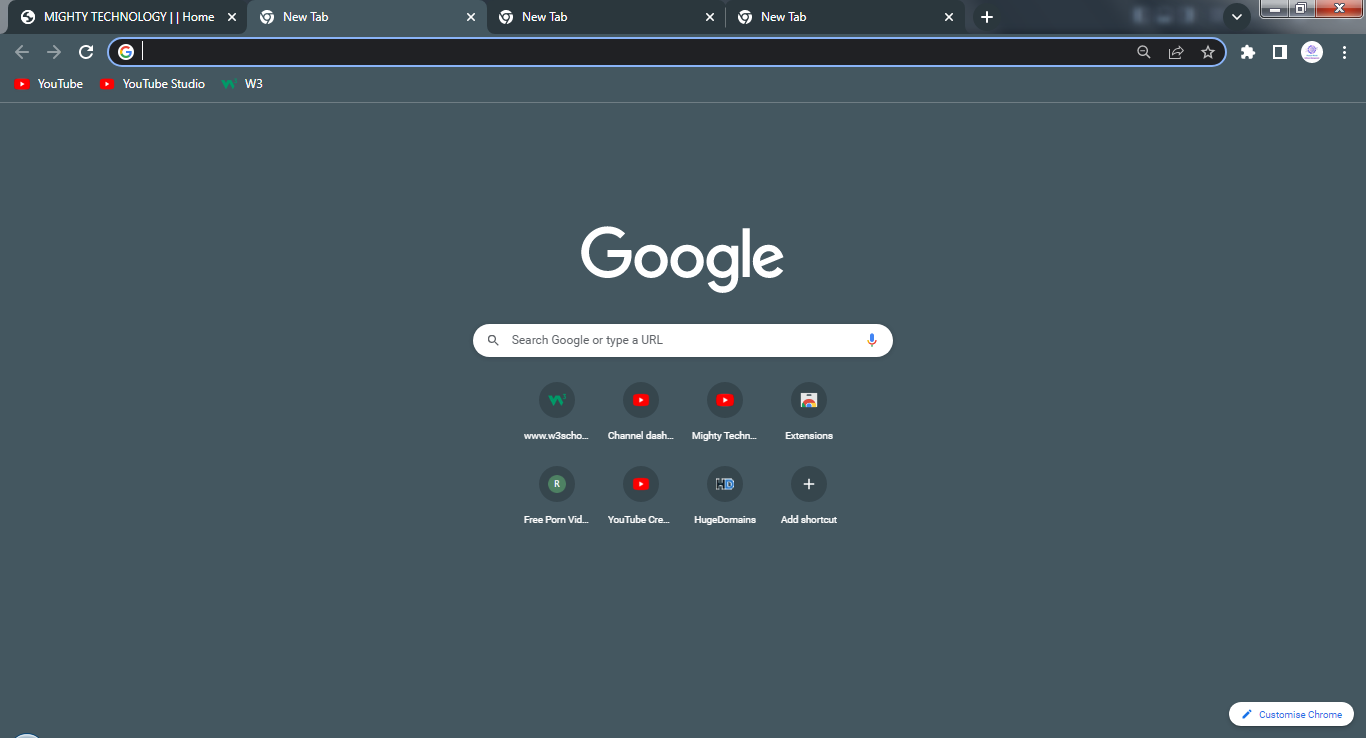 MIGHTY TECHNOLOGY | | Home
New Tab
New Tab
New Tab
YouTube
YouTube Studio
W3
Google
Search Google or type a URL
www.w3scho...
Channel dash...
Mighty Techn...
Extensions
R
Free Porn Vid...
YouTube Cre...
HD
HugeDomains
Add shortcut
Customise Chrome